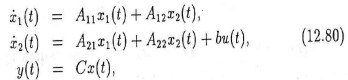 ẋ₁(t) = A₁₁x₁(t) + A₁₂x₂(t),
ẋ₂(t) = A₂₁x₁(t) + A₂₂x₂(t) + bu(t), (12.80)
y(t) = Cx(t),